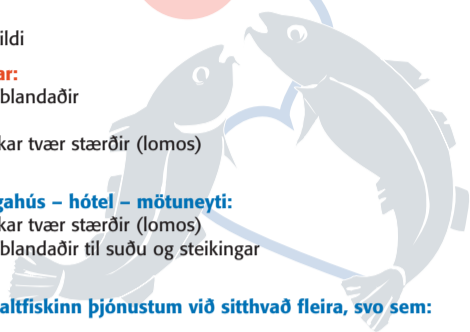 ildi
ar:
blandaðir
kar tvær stærðir (lomos)
gahús – hótel – mötuneyti:
kar tvær stærðir (lomos)
blandaðir til suðu og steikingar
altfiskinn þjónustum við sitthvað fleira, svo sem: